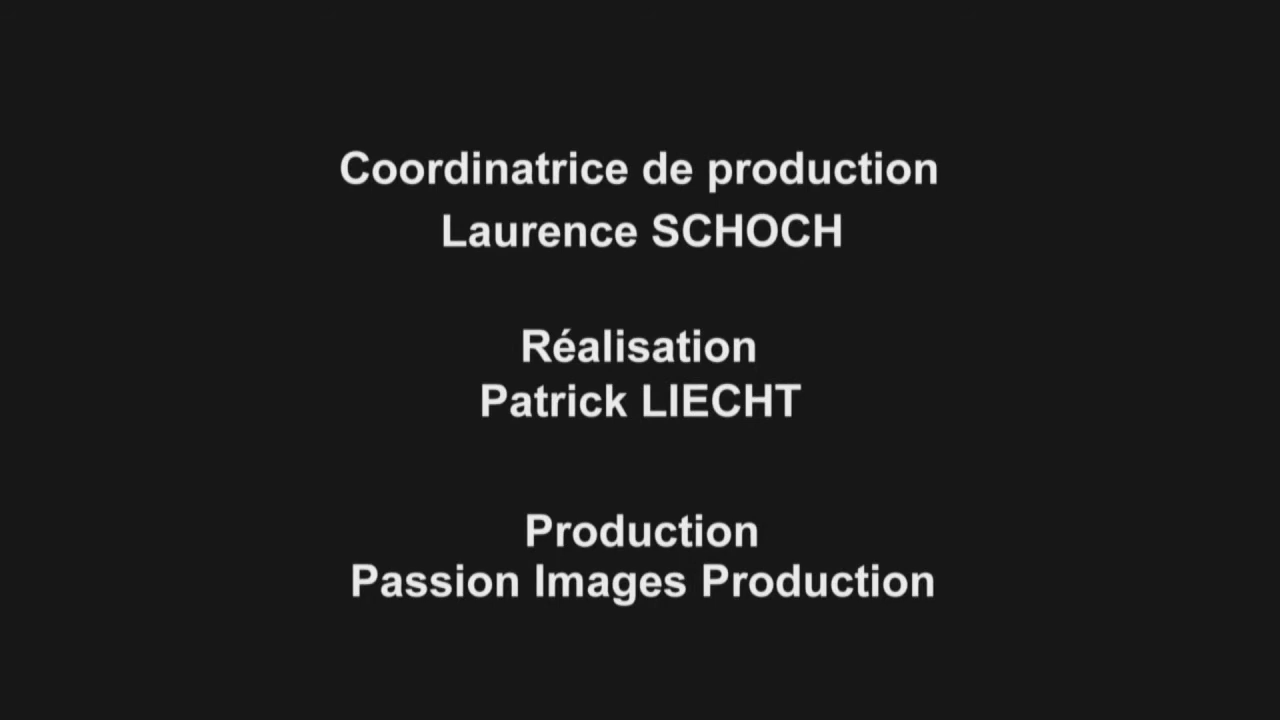 Coordinatrice de production
Laurence SCHOCH
Réalisation
Patrick LIECHT
Production
Passion Images Production